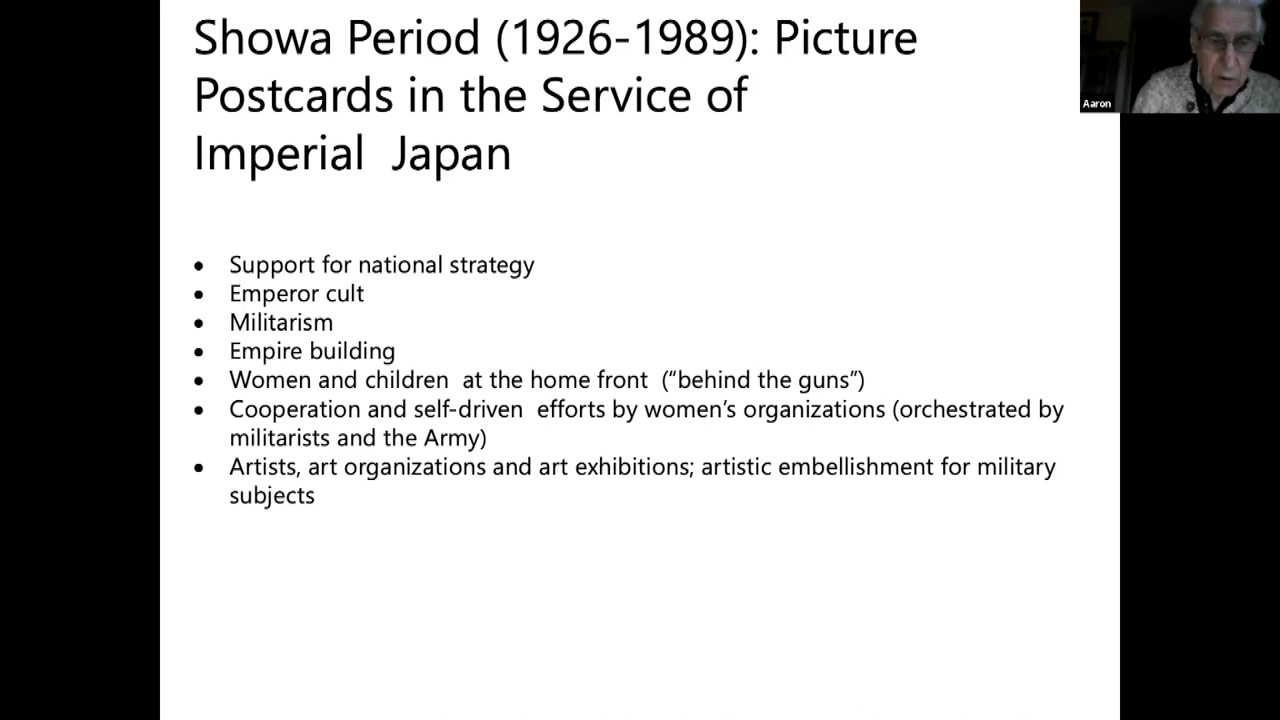 Showa Period (1926-1989): Picture
Postcards in the Service of
Imperial  Japan
Aaron
• Support for national strategy
• Emperor cult
• Militarism
• Empire building
• Women and children  at the home front  (“behind the guns”)
• Cooperation and self-driven  efforts by women’s organizations (orchestrated by
militarists and the Army)
• Artists, art organizations and art exhibitions; artistic embellishment for military
subjects